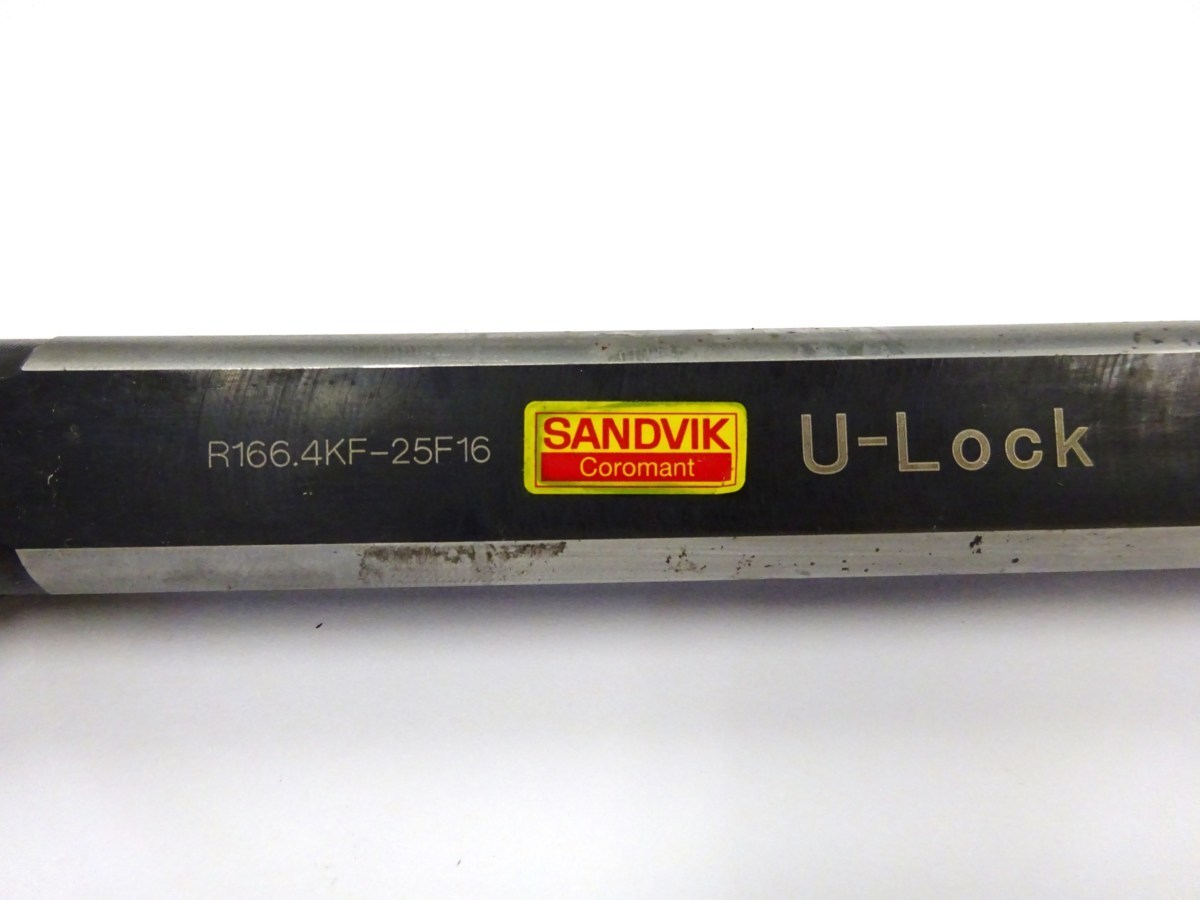 R166.4KF-25F16
SANDVIK
Coromant
U-Lock